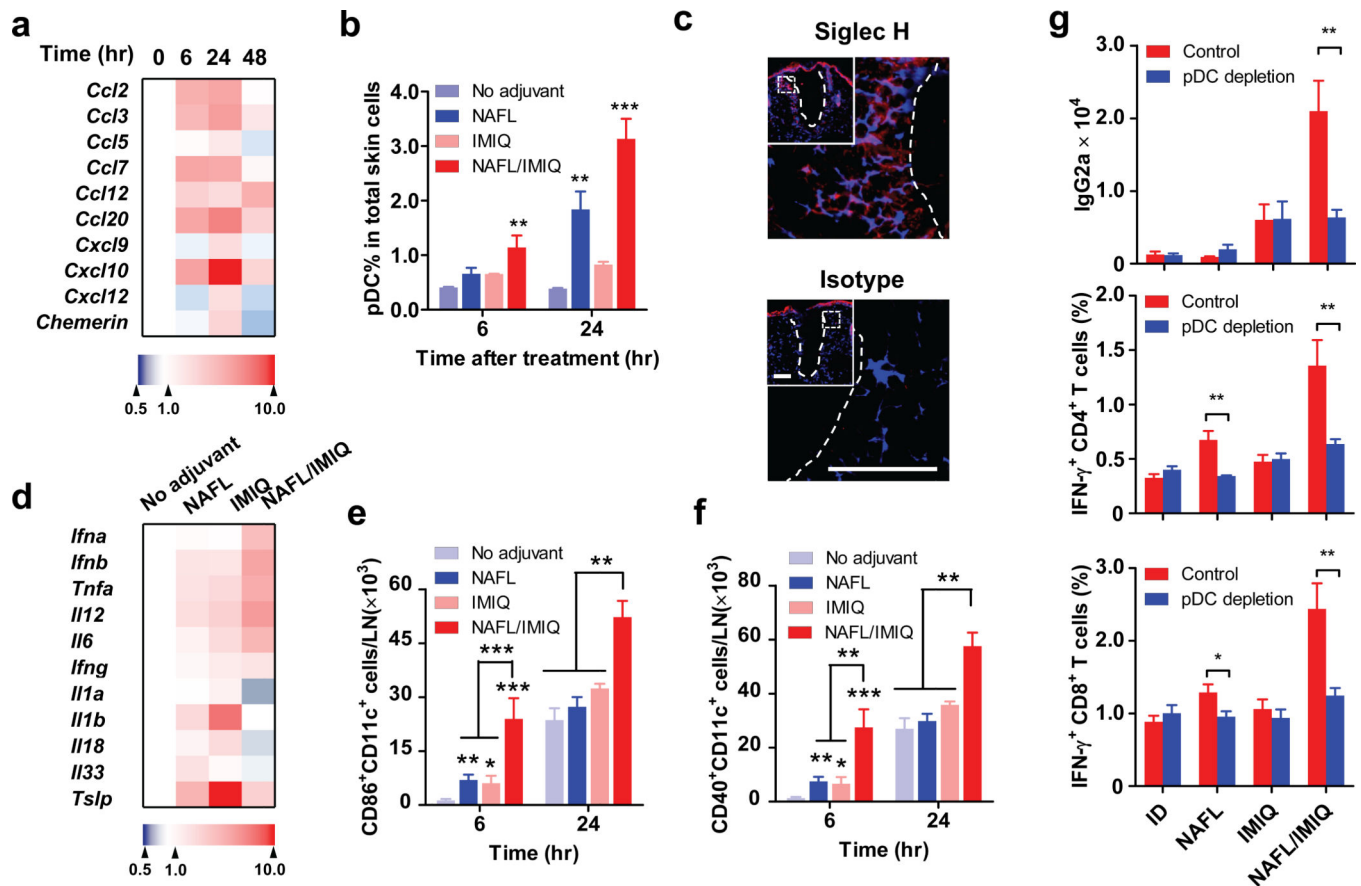 a
Time (hr) 0 6 24 48
Ccl2
Ccl3
Ccl5
Ccl7
Ccl12
Ccl20
Cxcl9
Cxcl10
Cxcl12
Chemerin
0.5 1.0 10.0
b
pDC% in total skin cells
4.0
3.0
2.0
1.0
0.0
No adjuvant
NAFL
IMIQ
NAFL/IMIQ
**
**
***
6 24
Time after treatment (hr)
c
Siglec H
Isotype
d
No adjuvant
NAFL
IMIQ
NAFL/IMIQ
Ifna
Ifnb
Tnfa
Il12
Il6
Ifng
Il1a
Il1b
Il18
Il33
Tslp
0.5 1.0 10.0
e
CD86+CD11c+ cells/LN(×10³)
60
45
30
15
0
No adjuvant
NAFL
IMIQ
NAFL/IMIQ
**
***
***
** *
6 24
Time (hr)
f
CD40+CD11c+ cells/LN(×10³)
80
60
40
20
0
No adjuvant
NAFL
IMIQ
NAFL/IMIQ
**
**
***
** *
6 24
Time (hr)
g
IgG2a × 10⁴
3.0
2.0
1.0
0
Control
pDC depletion
**
IFN-γ+ CD4+ T cells (%)
2.0
1.5
1.0
0.5
0
Control
pDC depletion
**
**
IFN-γ+ CD8+ T cells (%)
3.0
2.0
1.0
0.0
Control
pDC depletion
*
**
ID
NAFL
IMIQ
NAFL/IMIQ